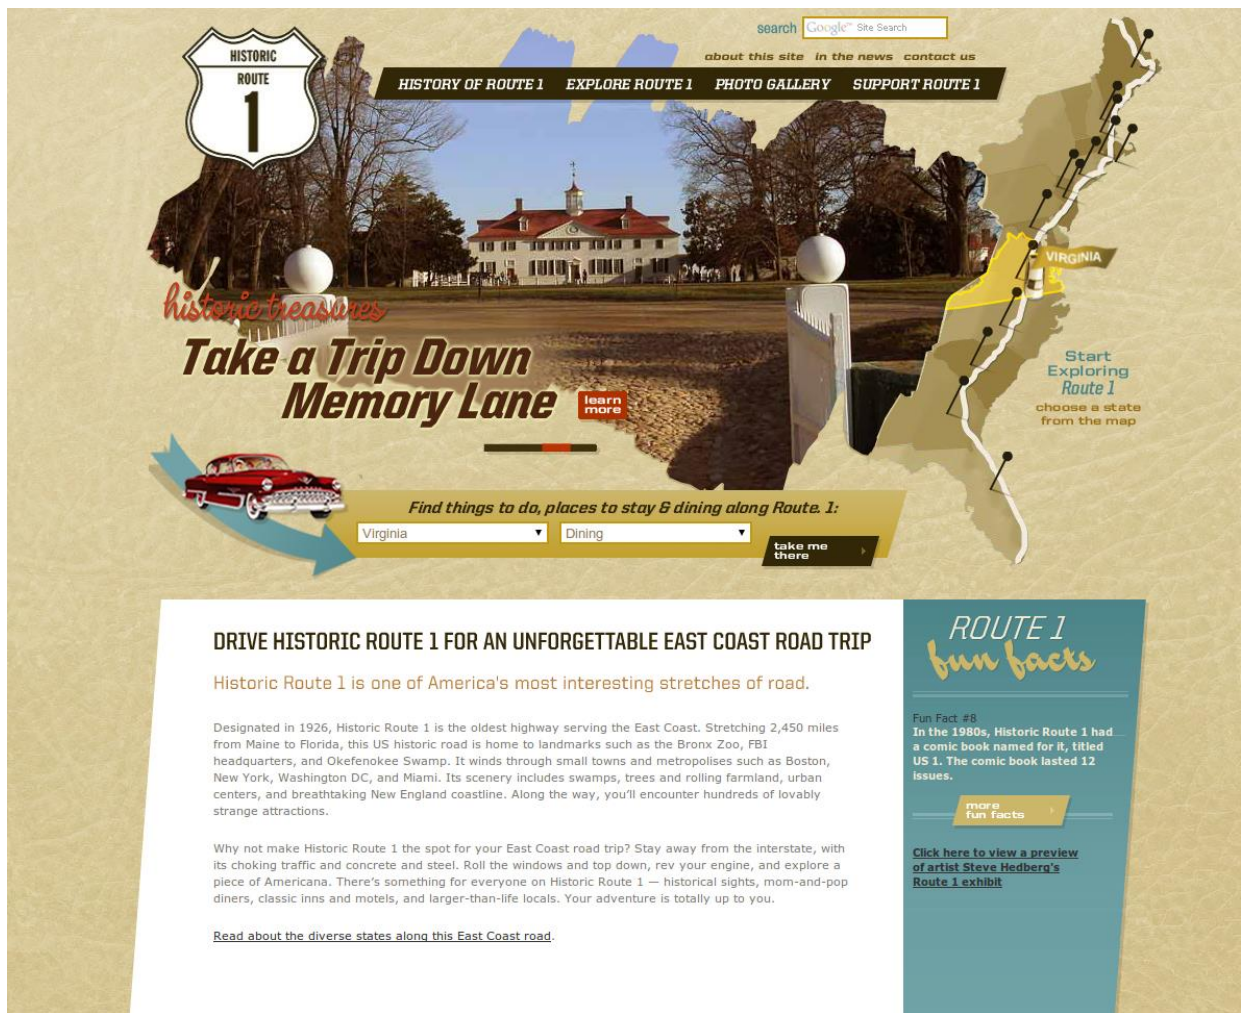 HISTORIC
ROUTE
1
search Google™ Site Search
about this site in the news contact us
HISTORY OF ROUTE 1 EXPLORE ROUTE 1 PHOTO GALLERY SUPPORT ROUTE 1
VIRGINIA
historic treasures
Take a Trip Down
Memory Lane
learn
more
Start
Exploring
Route 1
choose a state
from the map
Find things to do, places to stay & dining along Route. 1:
Virginia
Dining
take me
there
DRIVE HISTORIC ROUTE 1 FOR AN UNFORGETTABLE EAST COAST ROAD TRIP
Historic Route 1 is one of America's most interesting stretches of road.
Designated in 1926, Historic Route 1 is the oldest highway serving the East Coast. Stretching 2,450 miles
from Maine to Florida, this US historic road is home to landmarks such as the Bronx Zoo, FBI
headquarters, and Okefenokee Swamp. It winds through small towns and metropolises such as Boston,
New York, Washington DC, and Miami. Its scenery includes swamps, trees and rolling farmland, urban
centers, and breathtaking New England coastline. Along the way, you'll encounter hundreds of lovably
strange attractions.
Why not make Historic Route 1 the spot for your East Coast road trip? Stay away from the interstate, with
its choking traffic and concrete and steel. Roll the windows and top down, rev your engine, and explore a
piece of Americana. There's something for everyone on Historic Route 1 — historical sights, mom-and-pop
diners, classic inns and motels, and larger-than-life locals. Your adventure is totally up to you.
Read about the diverse states along this East Coast road.
ROUTE 1
fun facts
Fun Fact #8
In the 1980s, Historic Route 1 had
a comic book named for it, titled
US 1. The comic book lasted 12
issues.
more
fun facts
Click here to view a preview
of artist Steve Hedberg's
Route 1 exhibit